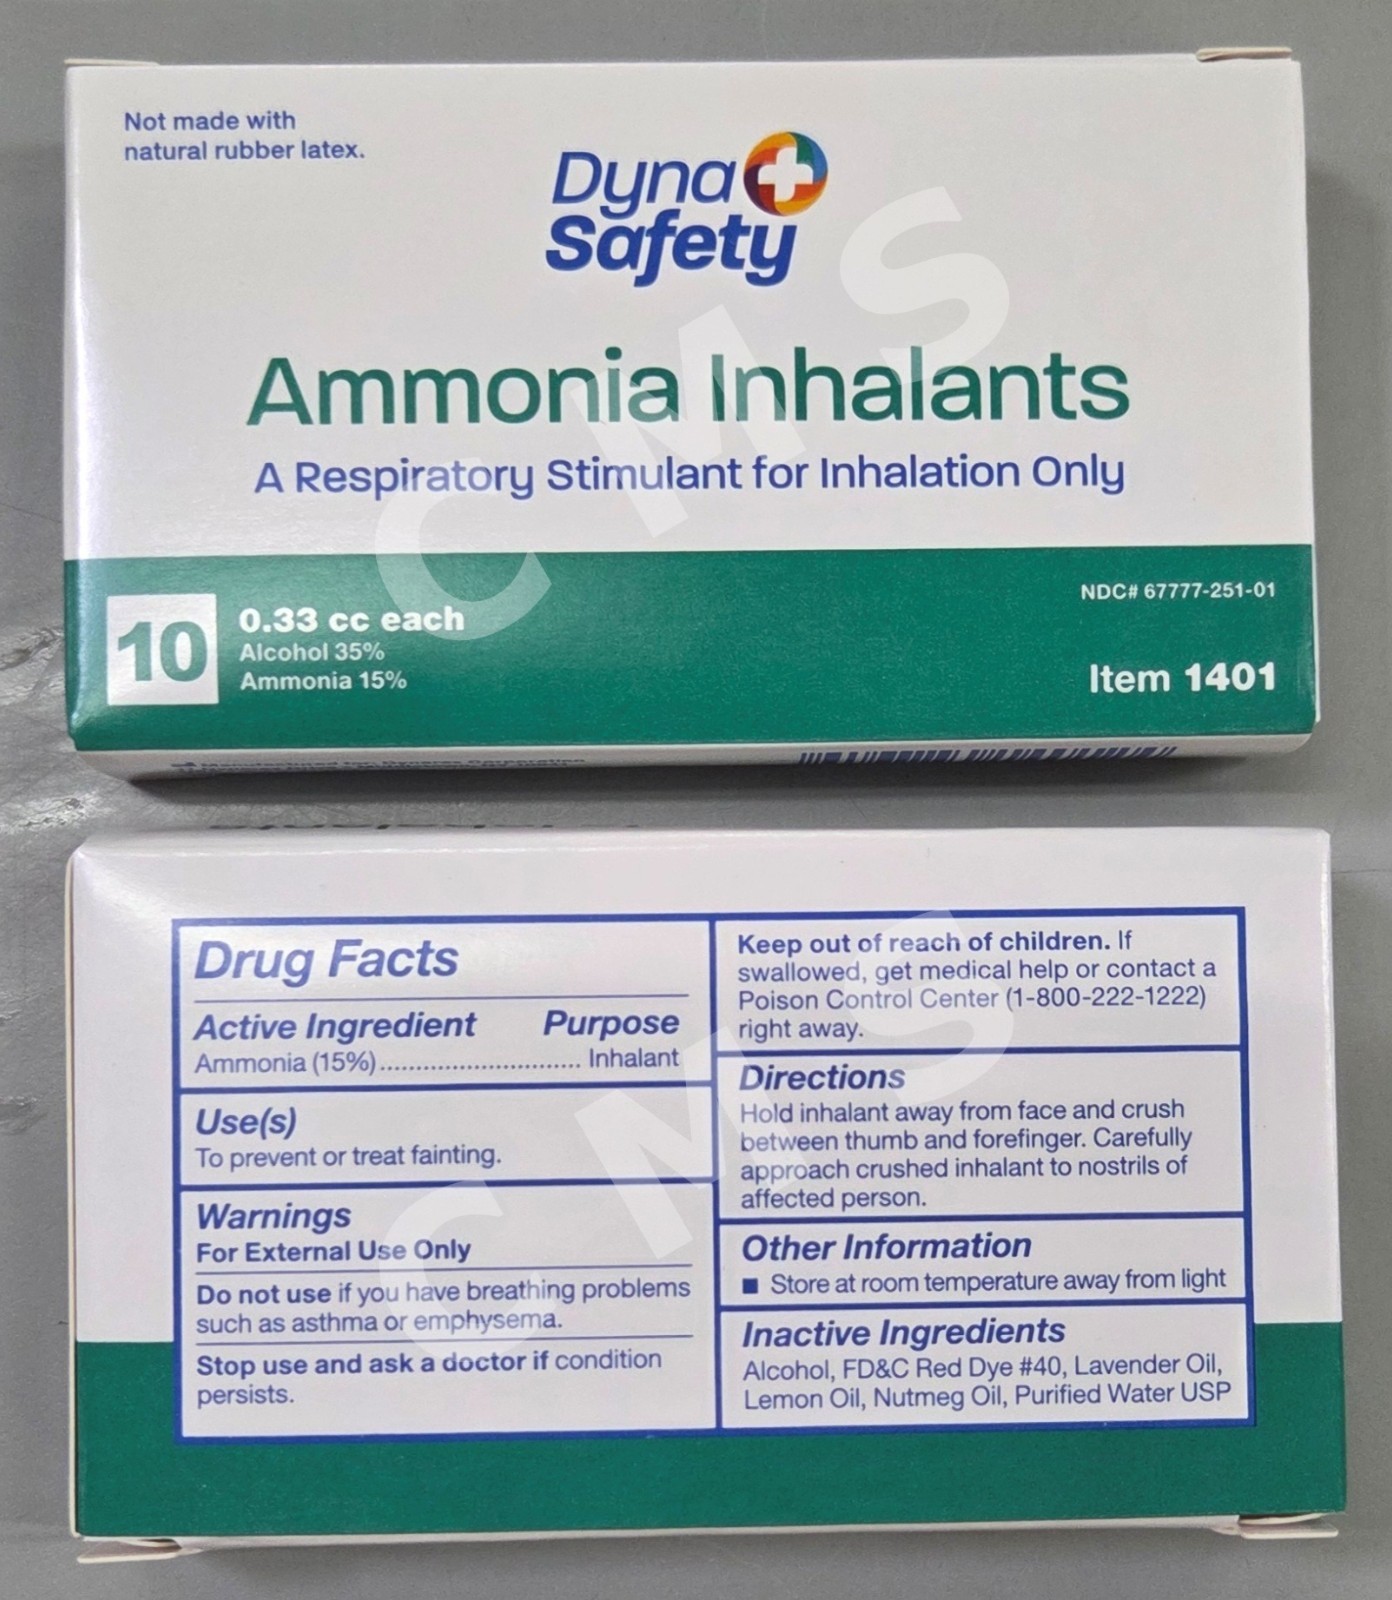 Not made with
natural rubber latex.
Dyna
Safety
Ammonia Inhalants
A Respiratory Stimulant for Inhalation Only
10
0.33 cc each
Alcohol 35%
Ammonia 15%
NDC# 67777-251-01
Item 1401
Manufactured for: Dynarex Corporation
CMS
Drug Facts
Active Ingredient Purpose
Ammonia (15%)............................ Inhalant
Use(s)
To prevent or treat fainting.
Warnings
For External Use Only
Do not use if you have breathing problems
such as asthma or emphysema.
Stop use and ask a doctor if condition
persists.
Keep out of reach of children. If
swallowed, get medical help or contact a
Poison Control Center (1-800-222-1222)
right away.
Directions
Hold inhalant away from face and crush
between thumb and forefinger. Carefully
approach crushed inhalant to nostrils of
affected person.
Other Information
■ Store at room temperature away from light
Inactive Ingredients
Alcohol, FD&C Red Dye #40, Lavender Oil,
Lemon Oil, Nutmeg Oil, Purified Water USP
CMS